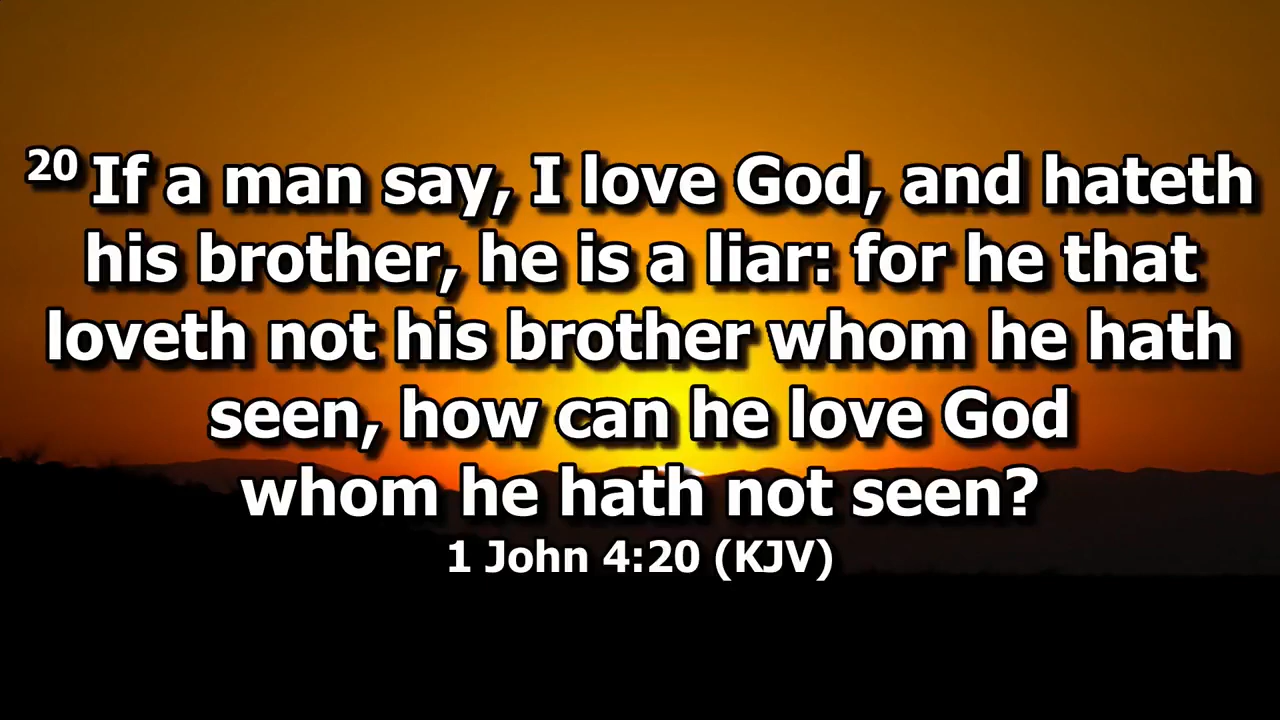 20 If a man say, I love God, and hateth
his brother, he is a liar: for he that
loveth not his brother whom he hath
seen, how can he love God
whom he hath not seen?
1 John 4:20 (KJV)